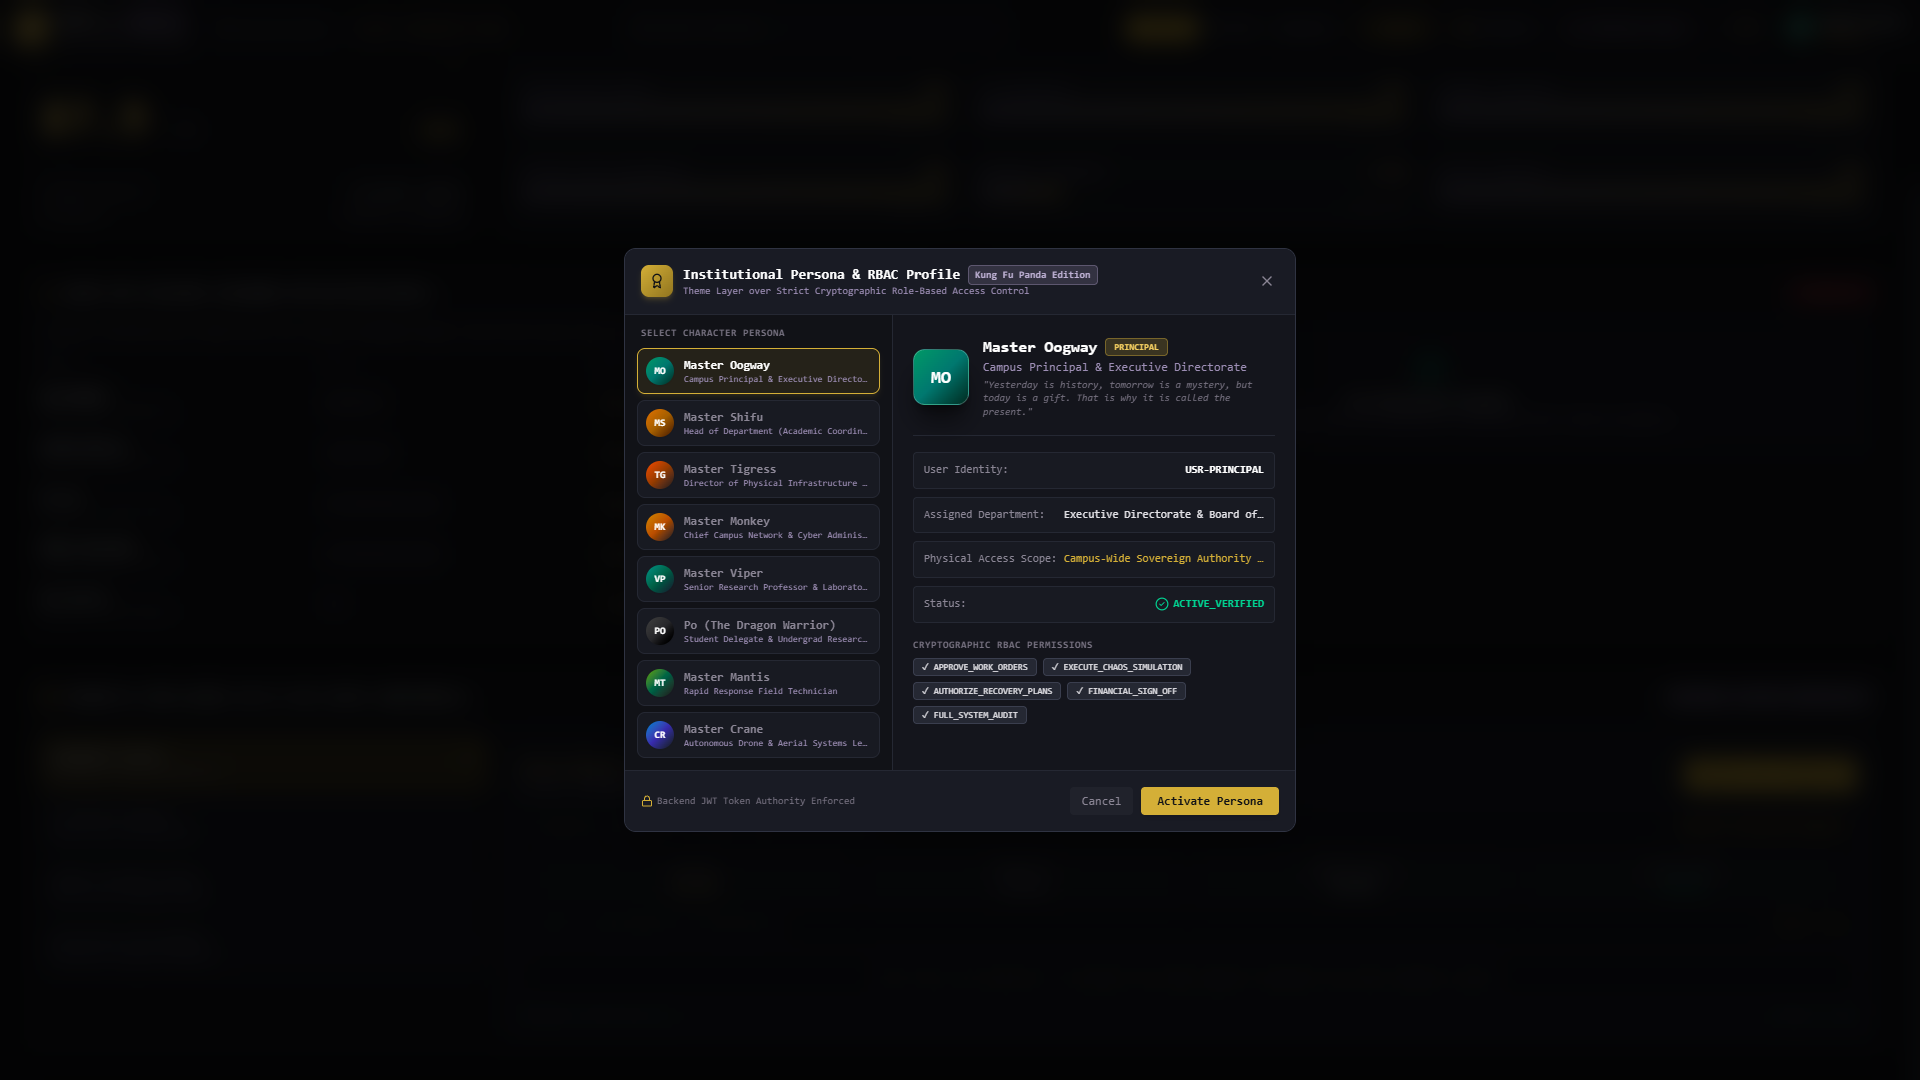 Institutional Persona & RBAC Profile
Kung Fu Panda Edition
Theme Layer over Strict Cryptographic Role-Based Access Control
SELECT CHARACTER PERSONA
MO
Master Oogway
Campus Principal & Executive Directo…
MS
Master Shifu
Head of Department (Academic Coordin…
TG
Master Tigress
Director of Physical Infrastructure …
MK
Master Monkey
Chief Campus Network & Cyber Adminis…
VP
Master Viper
Senior Research Professor & Laborato…
PO
Po (The Dragon Warrior)
Student Delegate & Undergrad Researc…
MT
Master Mantis
Rapid Response Field Technician
CR
Master Crane
Autonomous Drone & Aerial Systems Le…
MO
Master Oogway
PRINCIPAL
Campus Principal & Executive Directorate
"Yesterday is history, tomorrow is a mystery, but
today is a gift. That is why it is called the
present."
User Identity: USR-PRINCIPAL
Assigned Department: Executive Directorate & Board of…
Physical Access Scope: Campus-Wide Sovereign Authority …
Status: ACTIVE_VERIFIED
CRYPTOGRAPHIC RBAC PERMISSIONS
✓ APPROVE_WORK_ORDERS ✓ EXECUTE_CHAOS_SIMULATION
✓ AUTHORIZE_RECOVERY_PLANS ✓ FINANCIAL_SIGN_OFF
✓ FULL_SYSTEM_AUDIT
Backend JWT Token Authority Enforced
Cancel
Activate Persona